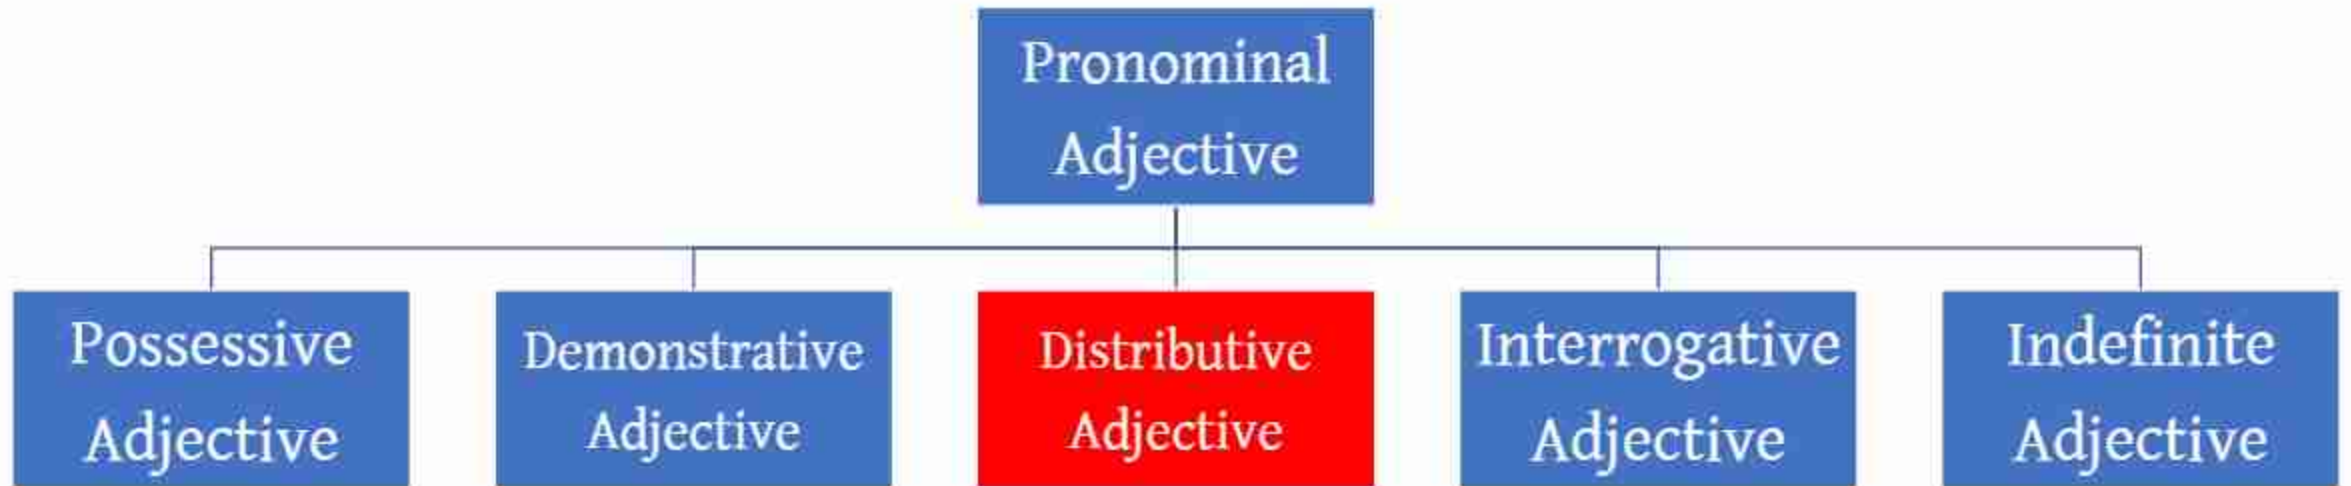 Pronominal
Adjective
Possessive
Adjective
Demonstrative
Adjective
Distributive
Adjective
Interrogative
Adjective
Indefinite
Adjective